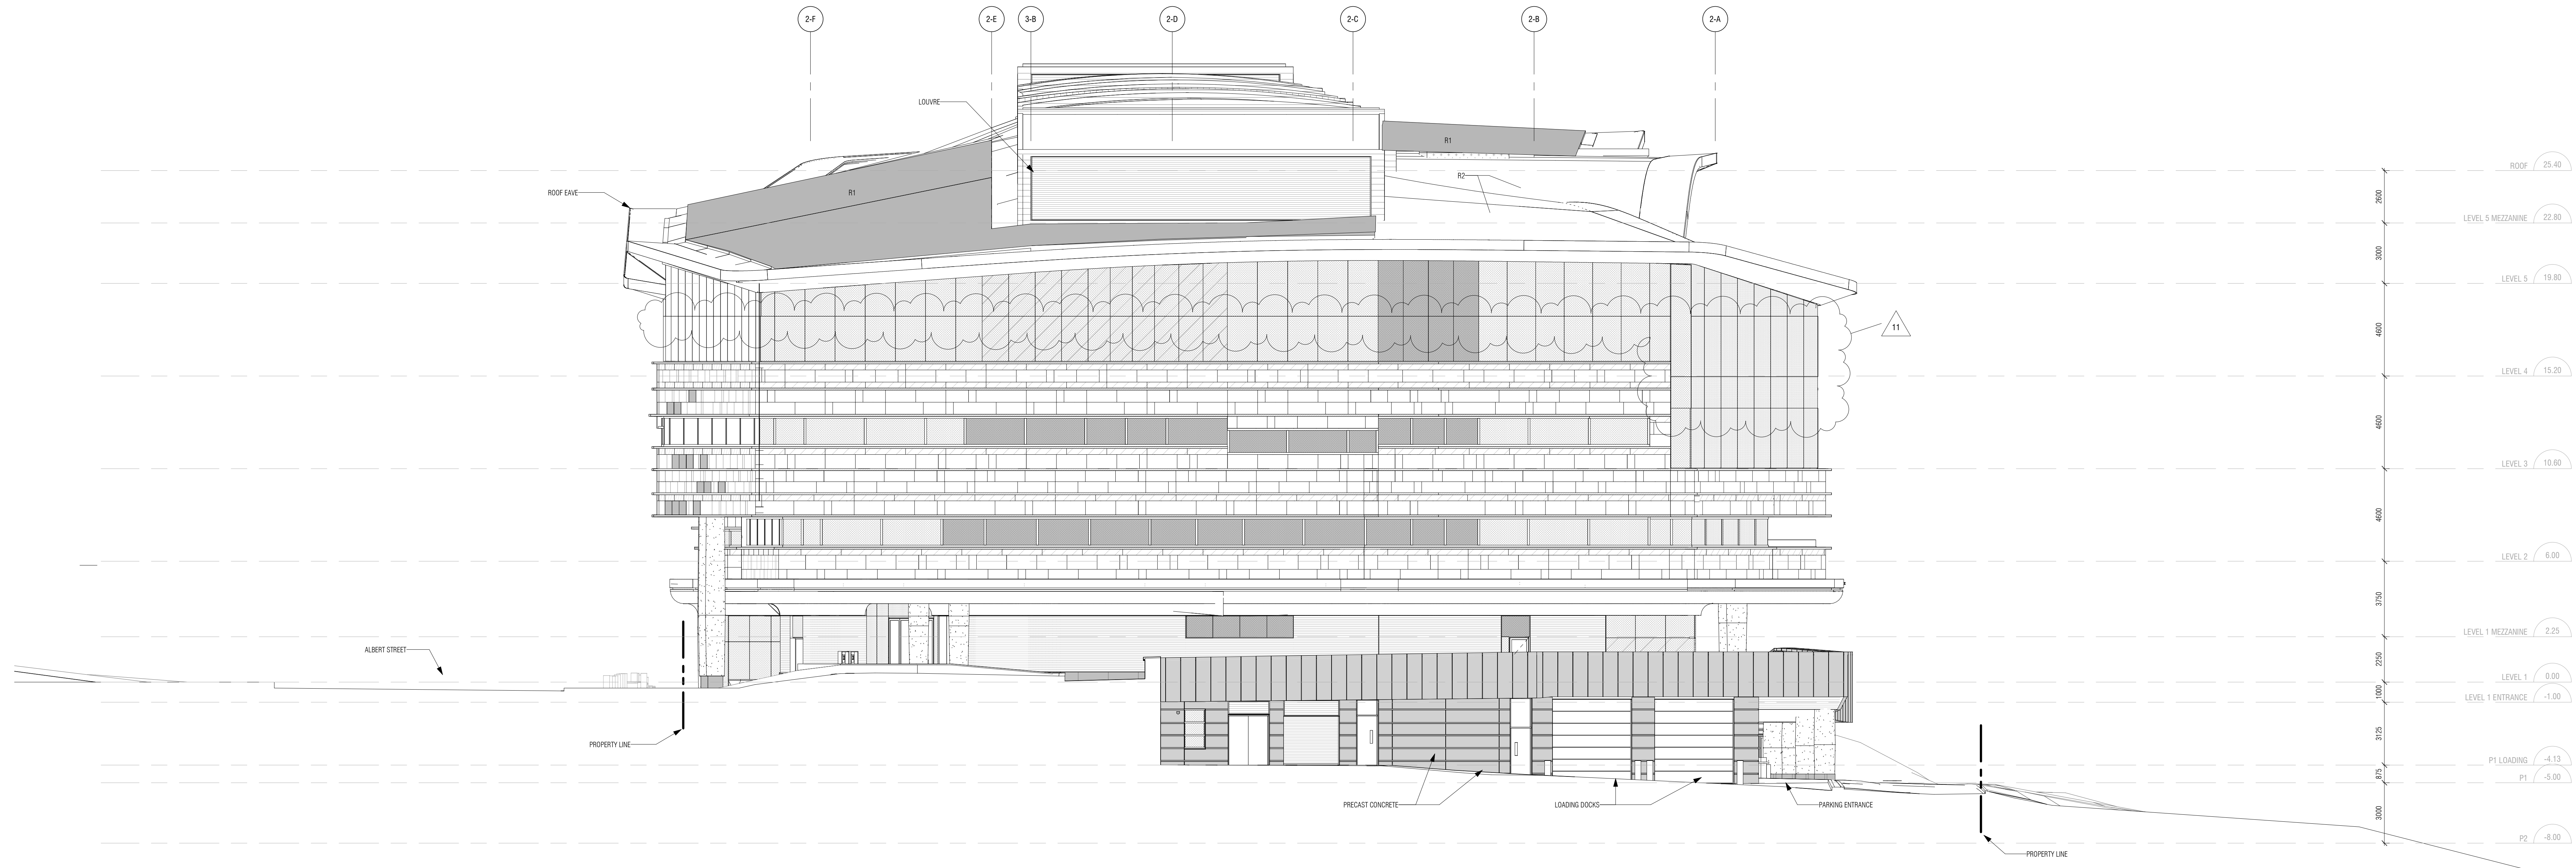 2-F
2-E
3-B
2-D
2-C
2-B
2-A
LOUVRE
R1
ROOF 25.40
R2
ROOF EAVE
R1
2600
LEVEL 5 MEZZANINE 22.80
3000
LEVEL 5 19.80
11
4600
LEVEL 4 15.20
4600
LEVEL 3 10.60
4600
LEVEL 2 6.00
3750
LEVEL 1 MEZZANINE 2.25
ALBERT STREET
2250
LEVEL 1 0.00
1000
LEVEL 1 ENTRANCE -1.00
3125
PROPERTY LINE
P1 LOADING -4.13
875
P1 -5.00
PRECAST CONCRETE
LOADING DOCKS
PARKING ENTRANCE
3000
P2 -8.00
PROPERTY LINE